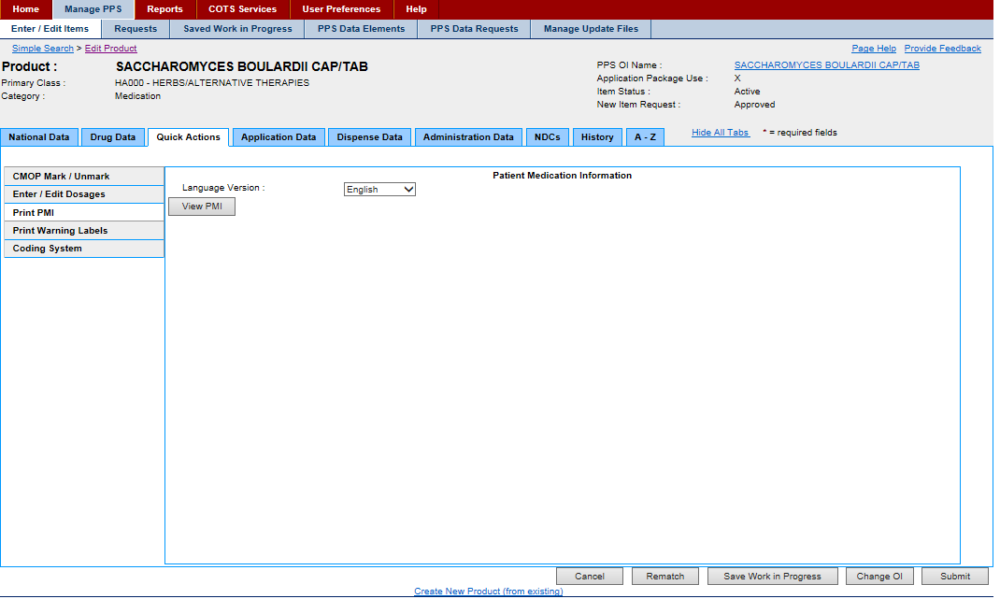 Home Manage PPS Reports COTS Services User Preferences Help
Enter / Edit Items Requests Saved Work in Progress PPS Data Elements PPS Data Requests Manage Update Files
Simple Search > Edit Product Page Help Provide Feedback
Product : SACCHAROMYCES BOULARDII CAP/TAB
Primary Class : HA000 - HERBS/ALTERNATIVE THERAPIES
Category : Medication
PPS OI Name : SACCHAROMYCES BOULARDII CAP/TAB
Application Package Use : X
Item Status : Active
New Item Request : Approved
National Data Drug Data Quick Actions Application Data Dispense Data Administration Data NDCs History A - Z Hide All Tabs * = required fields
CMOP Mark / Unmark
Enter / Edit Dosages
Print PMI
Print Warning Labels
Coding System
Patient Medication Information
Language Version : English
View PMI
Cancel Rematch Save Work in Progress Change OI Submit
Create New Product (from existing)